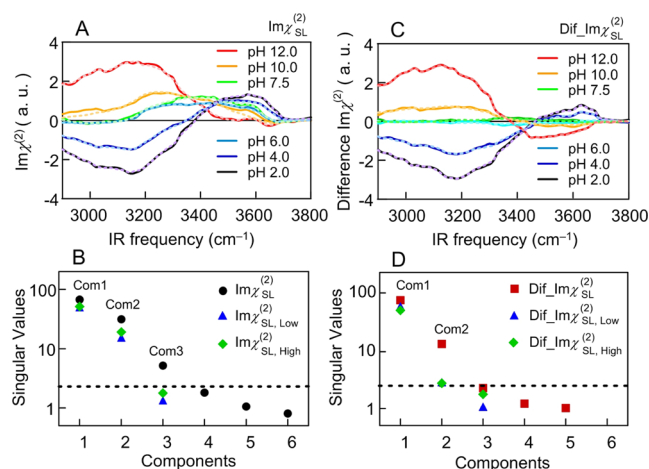 A
Imχ(2)SL
4
2
0
-2
-4
Imχ(2) ( a. u. )
pH 12.0
pH 10.0
pH 7.5
pH 6.0
pH 4.0
pH 2.0
3000 3200 3400 3600 3800
IR frequency (cm−1)
C
Dif_Imχ(2)SL
4
2
0
-2
-4
Difference Imχ(2) ( a. u. )
pH 12.0
pH 10.0
pH 7.5
pH 6.0
pH 4.0
pH 2.0
3000 3200 3400 3600 3800
IR frequency (cm−1)
B
100
10
1
Singular Values
Com1
Com2
Com3
Imχ(2)SL
Imχ(2)SL, Low
Imχ(2)SL, High
1 2 3 4 5 6
Components
D
100
10
1
Singular Values
Com1
Com2
Dif_Imχ(2)SL
Dif_Imχ(2)SL, Low
Dif_Imχ(2)SL, High
1 2 3 4 5 6
Components